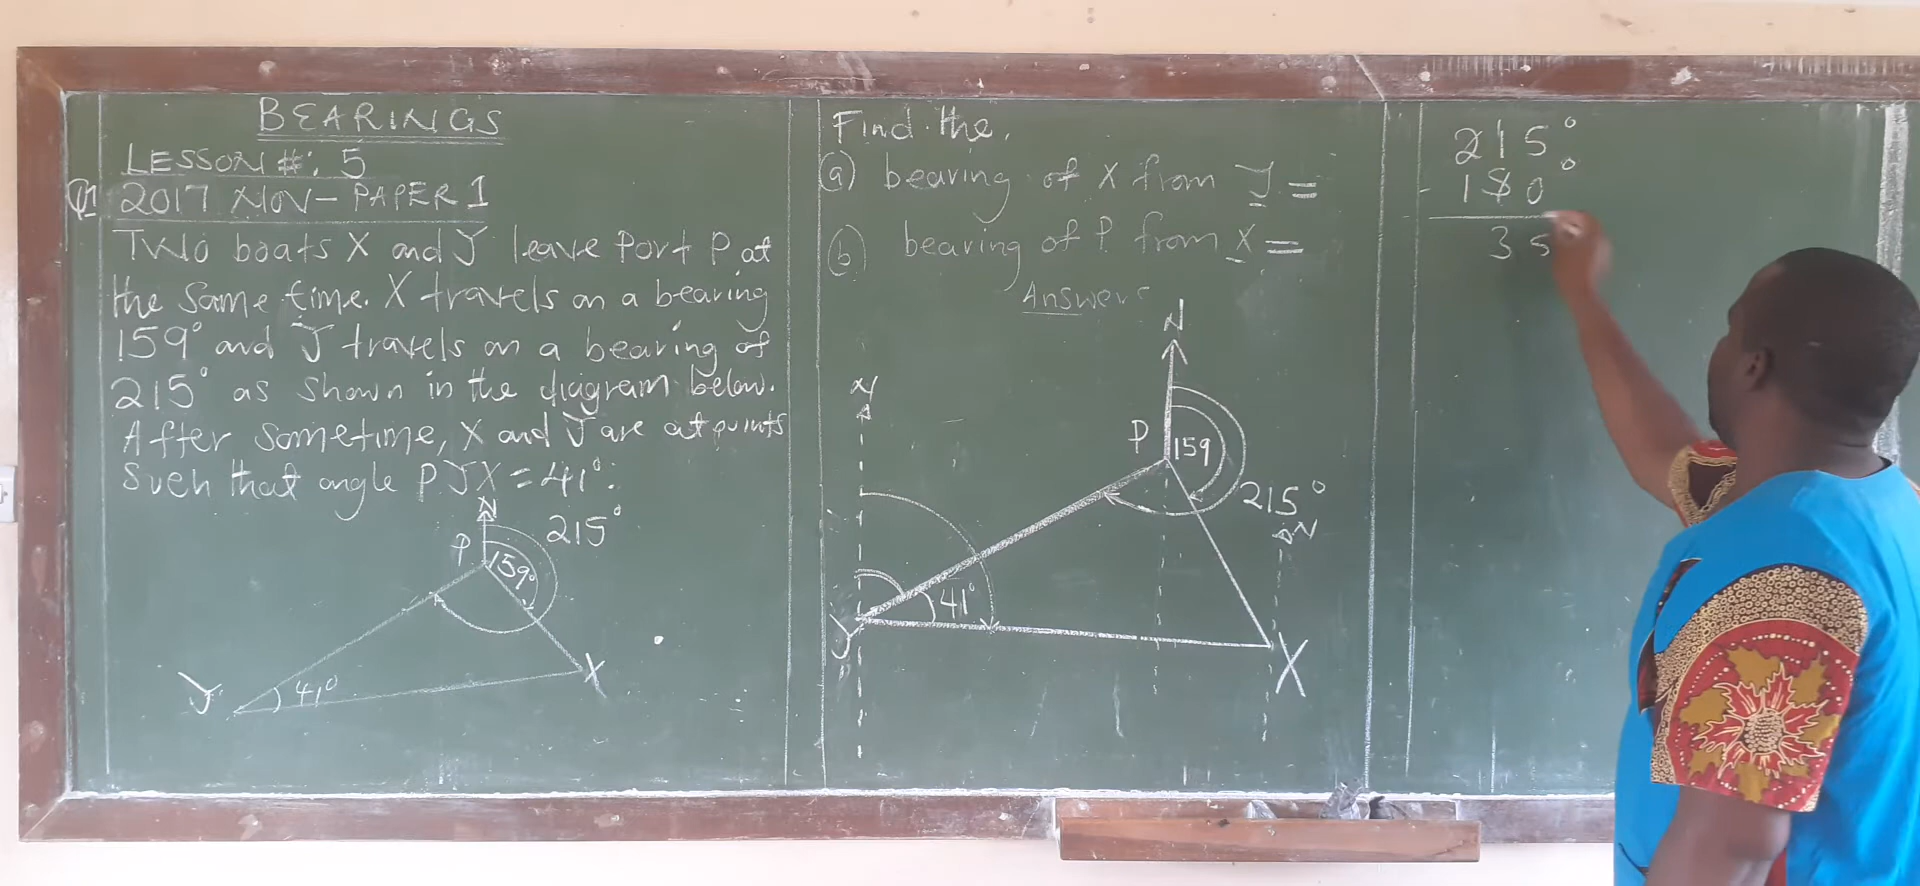 BEARINGS
LESSON #: 5
Q1 2017 NOV - PAPER 1
TWO boats X and J leave Port P at
the same time. X travels on a bearing
159° and J travels on a bearing of
215° as shown in the diagram below.
After sometime, X and J are at points
Such that angle PJX = 41°:
N
215°
P
159°
J
41°
X
Find the,
(a) bearing of X from J =
(b) bearing of P from X =
Answers
N
N
P
159
215°
N
41°
J
X
215°
- 180°
35